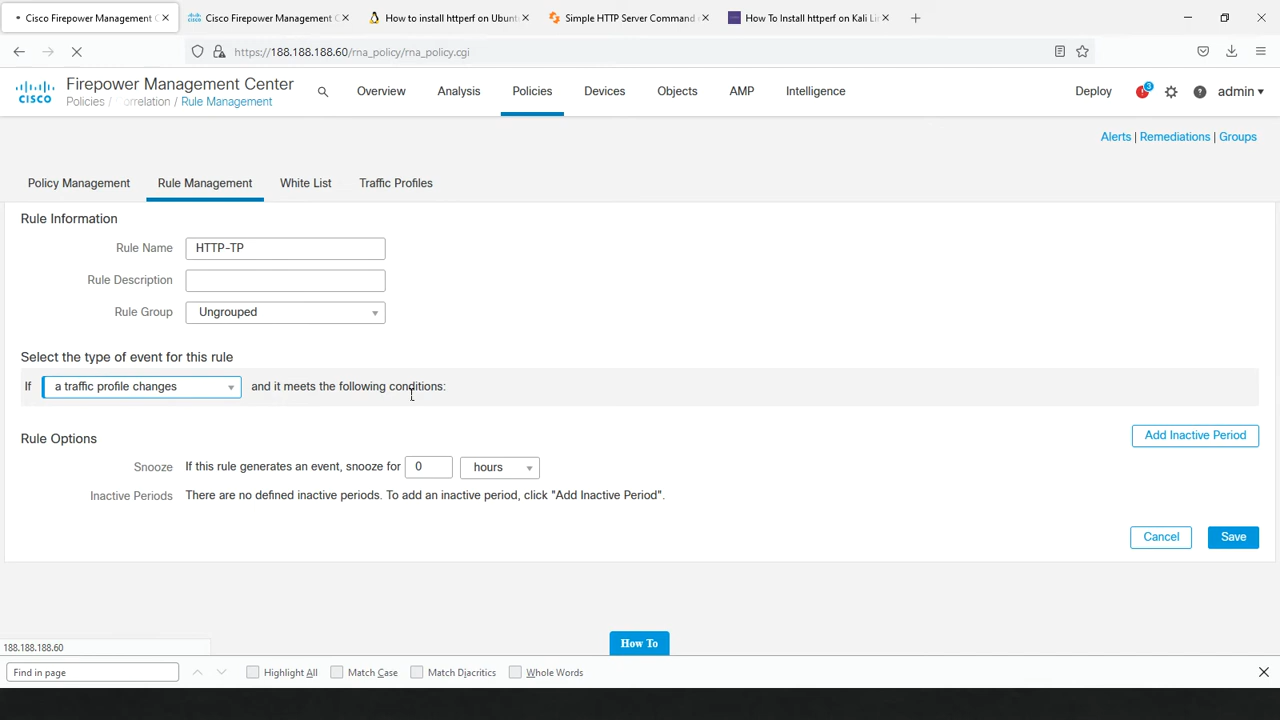 Cisco Firepower Management C
Cisco Firepower Management C
How to install httperf on Ubunt
Simple HTTP Server Command
How To Install httperf on Kali Lin
https://188.188.188.60/rna_policy/rna_policy.cgi
CISCO
Firepower Management Center
Policies / orrelation / Rule Management
Overview
Analysis
Policies
Devices
Objects
AMP
Intelligence
Deploy
3
admin
Alerts | Remediations | Groups
Policy Management
Rule Management
White List
Traffic Profiles
Rule Information
Rule Name
HTTP-TP
Rule Description
Rule Group
Ungrouped
Select the type of event for this rule
If
a traffic profile changes
and it meets the following conditions:
Rule Options
Add Inactive Period
Snooze
If this rule generates an event, snooze for
0
hours
Inactive Periods
There are no defined inactive periods. To add an inactive period, click "Add Inactive Period".
Cancel
Save
How To
188.188.188.60
Find in page
Highlight All
Match Case
Match Diacritics
Whole Words